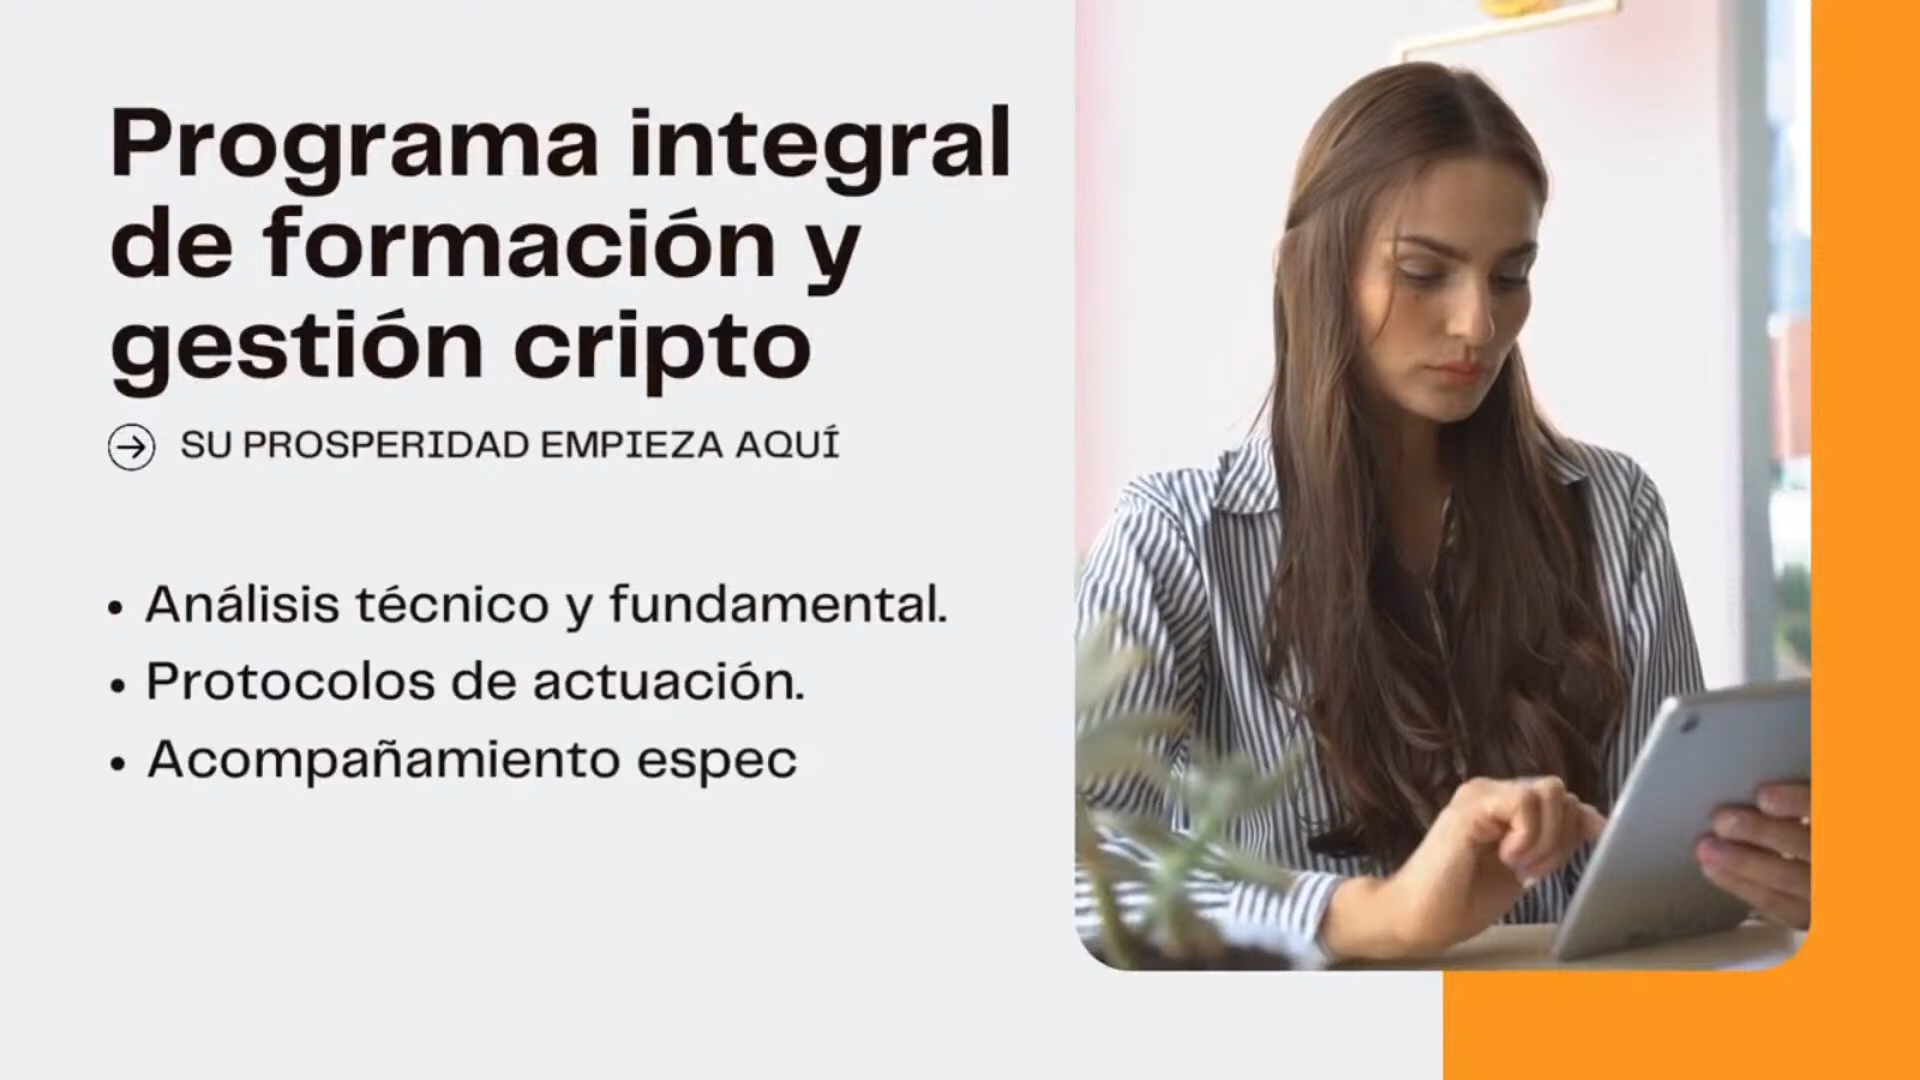 Programa integral
de formación y
gestión cripto
SU PROSPERIDAD EMPIEZA AQUÍ
• Análisis técnico y fundamental.
• Protocolos de actuación.
• Acompañamiento espec